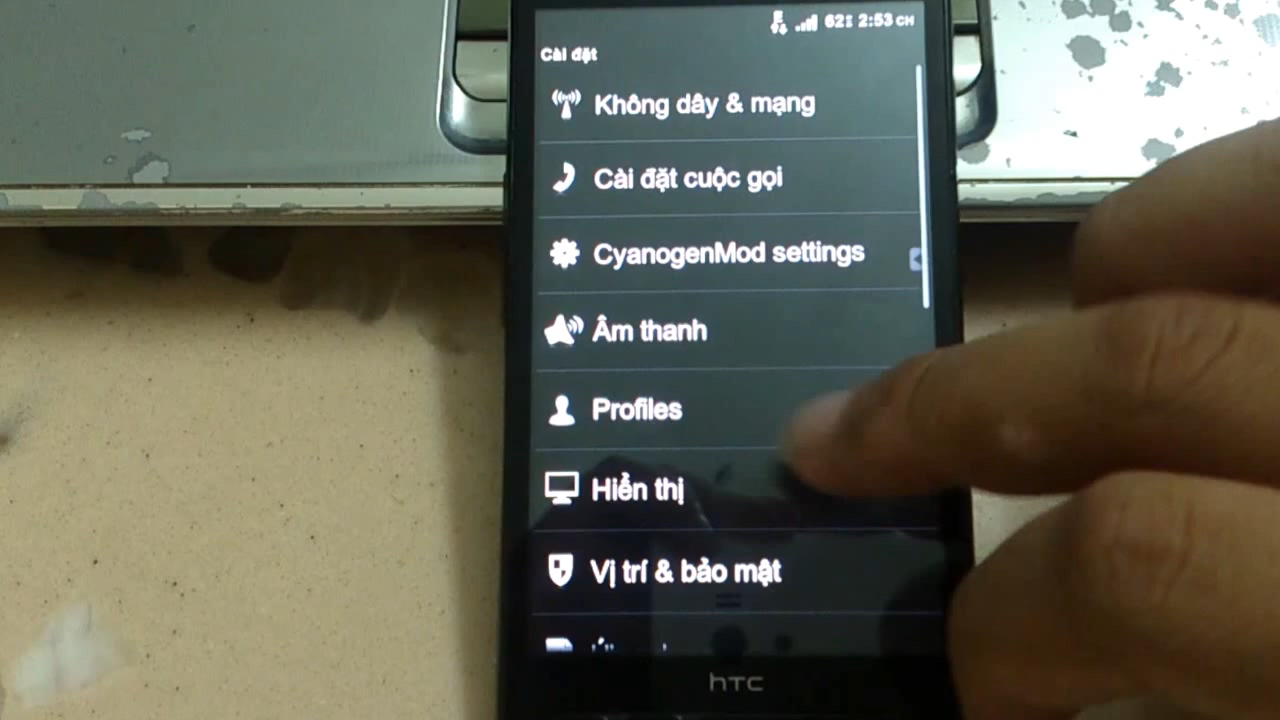 62% 2:53 CH
Cài đặt
Không dây & mạng
Cài đặt cuộc gọi
CyanogenMod settings
Âm thanh
Profiles
Hiển thị
Vị trí & bảo mật
hTC